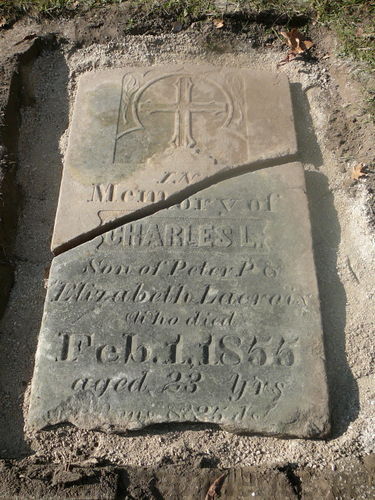 IN
Memory of
CHARLES L.
Son of Peter P. &
Elizabeth Lacroix
Who died
Feb. 1, 1855
aged 23 Yrs